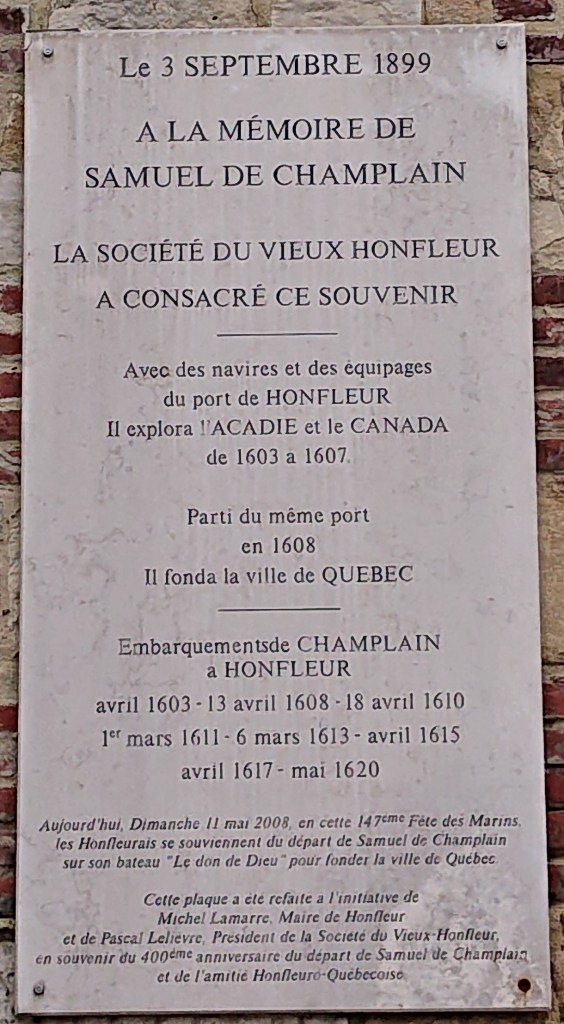 Le 3 SEPTEMBRE 1899
A LA MÉMOIRE DE
SAMUEL DE CHAMPLAIN
LA SOCIÉTÉ DU VIEUX HONFLEUR
A CONSACRÉ CE SOUVENIR
Avec des navires et des équipages
du port de HONFLEUR
Il explora l'ACADIE et le CANADA
de 1603 a 1607
Parti du même port
en 1608
Il fonda la ville de QUEBEC
Embarquementsde CHAMPLAIN
a HONFLEUR
avril 1603 - 13 avril 1608 - 18 avril 1610
1er mars 1611 - 6 mars 1613 - avril 1615
avril 1617 - mai 1620
Aujourd'hui, Dimanche 11 mai 2008, en cette 147ème Fête des Marins,
les Honfleurais se souviennent du départ de Samuel de Champlain
sur son bateau "Le don de Dieu" pour fonder la ville de Québec.
Cette plaque a été refaite a l'initiative de
Michel Lamarre, Maire de Honfleur
et de Pascal Lelièvre, Président de la Société du Vieux-Honfleur,
en souvenir du 400ème anniversaire du départ de Samuel de Champlain
et de l'amitié Honfleuro-Québecoise